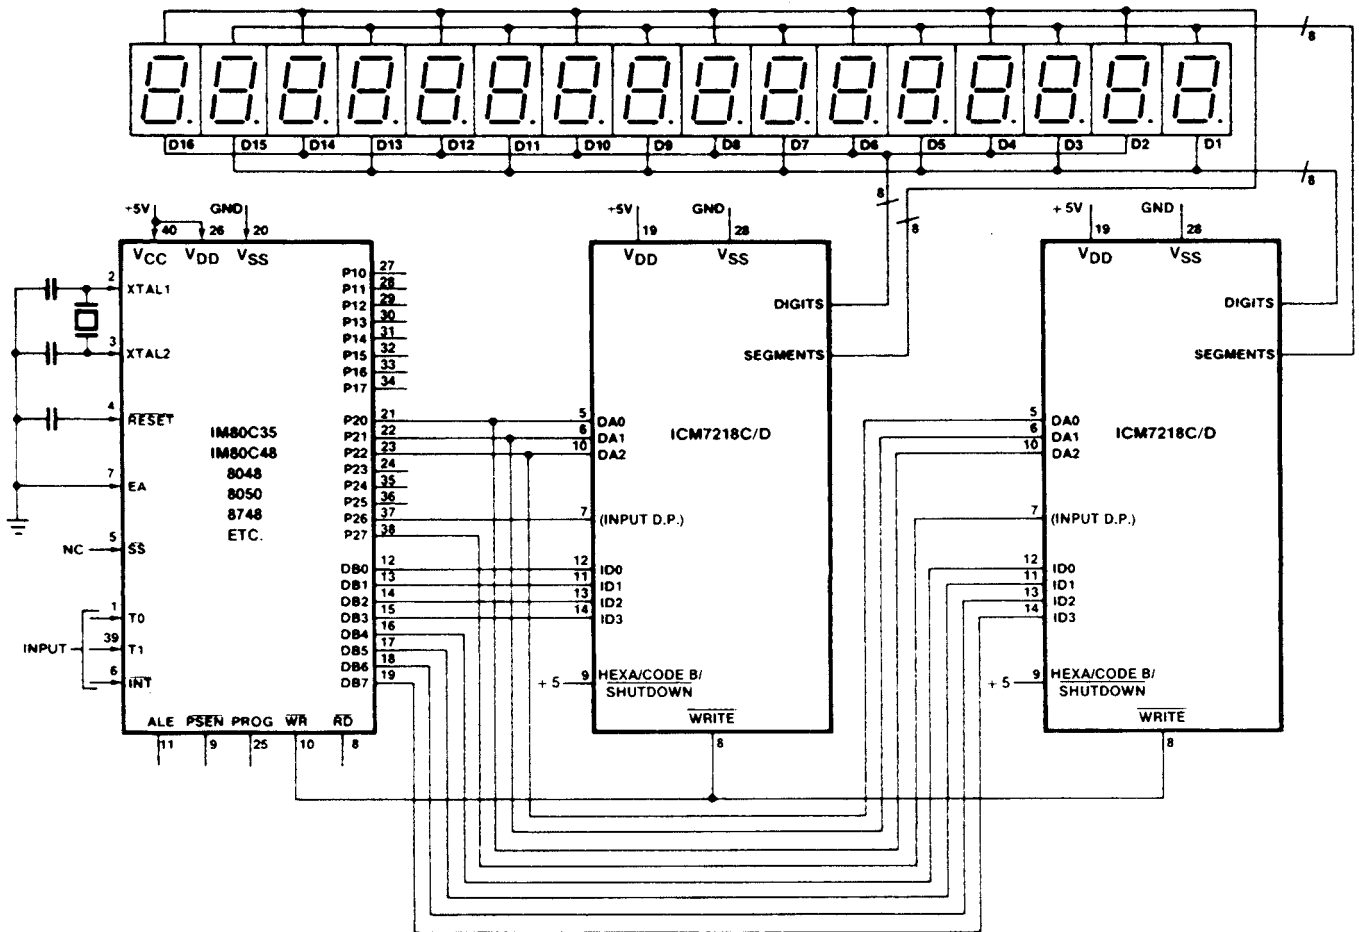 8
D16 D15 D14 D13 D12 D11 D10 D9 D8 D7 D6 D5 D4 D3 D2 D1
8
8
8
+5V GND
40 26 20
VCC VDD VSS
2 XTAL1
3 XTAL2
4 RESET
7 EA
NC 5 SS
INPUT
1 T0
39 T1
6 INT
IM80C35
IM80C48
8048
8050
8748
ETC.
P10 27
P11 28
P12 29
P13 30
P14 31
P15 32
P16 33
P17 34
P20 21
P21 22
P22 23
P23 24
P24 35
P25 36
P26 37
P27 38
DB0 12
DB1 13
DB2 14
DB3 15
DB4 16
DB5 17
DB6 18
DB7 19
ALE PSEN PROG WR RD
11 9 25 10 8
+5V GND
19 28
VDD VSS
DIGITS
SEGMENTS
ICM7218C/D
5 DA0
6 DA1
10 DA2
7 (INPUT D.P.)
12 ID0
11 ID1
13 ID2
14 ID3
+ 5 9 HEXA/CODE B/
SHUTDOWN
WRITE
8
+ 5V GND
19 28
VDD VSS
DIGITS
SEGMENTS
ICM7218C/D
5 DA0
6 DA1
10 DA2
7 (INPUT D.P.)
12 ID0
11 ID1
13 ID2
14 ID3
+ 5 9 HEXA/CODE B/
SHUTDOWN
WRITE
8